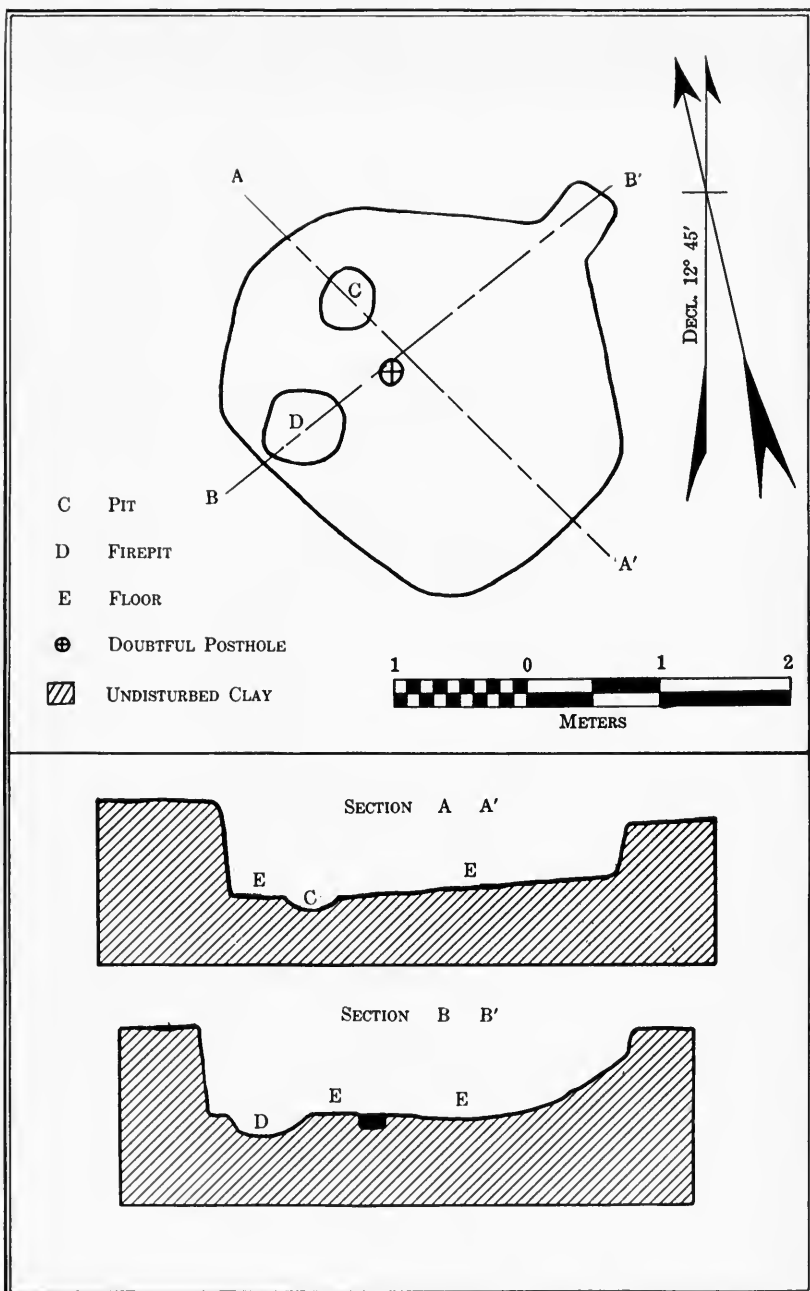 A
B'
C
D
B
A'
DECL. 12° 45'
C PIT
D FIREPIT
E FLOOR
⊕ DOUBTFUL POSTHOLE
UNDISTURBED CLAY
1 0 1 2
METERS
SECTION A A'
E
E
C
SECTION B B'
E
E
D